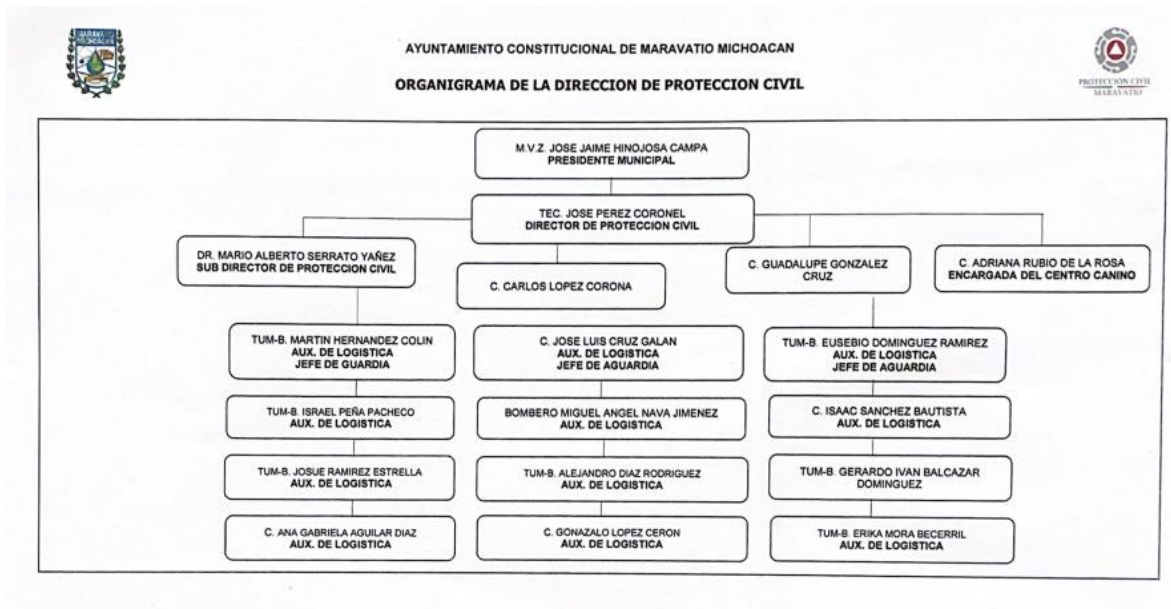 MARAVATIO
MICHOACAN
AYUNTAMIENTO CONSTITUCIONAL DE MARAVATIO MICHOACAN
ORGANIGRAMA DE LA DIRECCION DE PROTECCION CIVIL
PROTECCIÓN CIVIL
MARAVATIO
M.V.Z. JOSE JAIME HINOJOSA CAMPA
PRESIDENTE MUNICIPAL
TEC. JOSE PEREZ CORONEL
DIRECTOR DE PROTECCION CIVIL
DR. MARIO ALBERTO SERRATO YAÑEZ
SUB DIRECTOR DE PROTECCION CIVIL
C. CARLOS LOPEZ CORONA
C. GUADALUPE GONZALEZ
CRUZ
C. ADRIANA RUBIO DE LA ROSA
ENCARGADA DEL CENTRO CANINO
TUM-B. MARTIN HERNANDEZ COLIN
AUX. DE LOGISTICA
JEFE DE GUARDIA
C. JOSE LUIS CRUZ GALAN
AUX. DE LOGISTICA
JEFE DE AGUARDIA
TUM-B. EUSEBIO DOMINGUEZ RAMIREZ
AUX. DE LOGISTICA
JEFE DE AGUARDIA
TUM-B. ISRAEL PEÑA PACHECO
AUX. DE LOGISTICA
BOMBERO MIGUEL ANGEL NAVA JIMENEZ
AUX. DE LOGISTICA
C. ISAAC SANCHEZ BAUTISTA
AUX. DE LOGISTICA
TUM-B. JOSUE RAMIREZ ESTRELLA
AUX. DE LOGISTICA
TUM-B. ALEJANDRO DIAZ RODRIGUEZ
AUX. DE LOGISTICA
TUM-B. GERARDO IVAN BALCAZAR
DOMINGUEZ
C. ANA GABRIELA AGUILAR DIAZ
AUX. DE LOGISTICA
C. GONAZALO LOPEZ CERON
AUX. DE LOGISTICA
TUM-B. ERIKA MORA BECERRIL
AUX. DE LOGISTICA